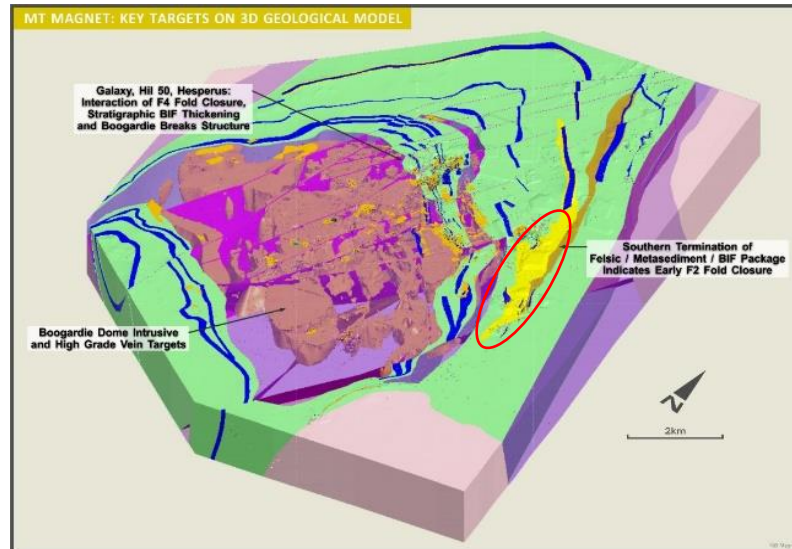 MT MAGNET: KEY TARGETS ON 3D GEOLOGICAL MODEL
Galaxy, Hil 50, Hesperus:
Interaction of F4 Fold Closure,
Stratigraphic BIF Thickening
and Boogardie Breaks Structure
Southern Termination of
Felsic / Metasediment / BIF Package
Indicates Early F2 Fold Closure
Boogardie Dome Intrusive
and High Grade Vein Targets
N
2km